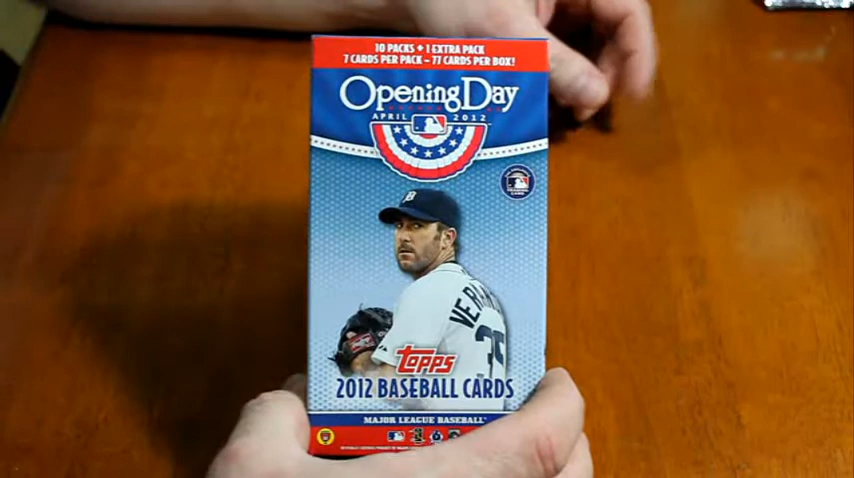 10 PACKS + 1 EXTRA PACK
7 CARDS PER PACK – 77 CARDS PER BOX!
Opening Day
APRIL 2012
VERLAN
35
Topps
2012 BASEBALL CARDS
MAJOR LEAGUE BASEBALL